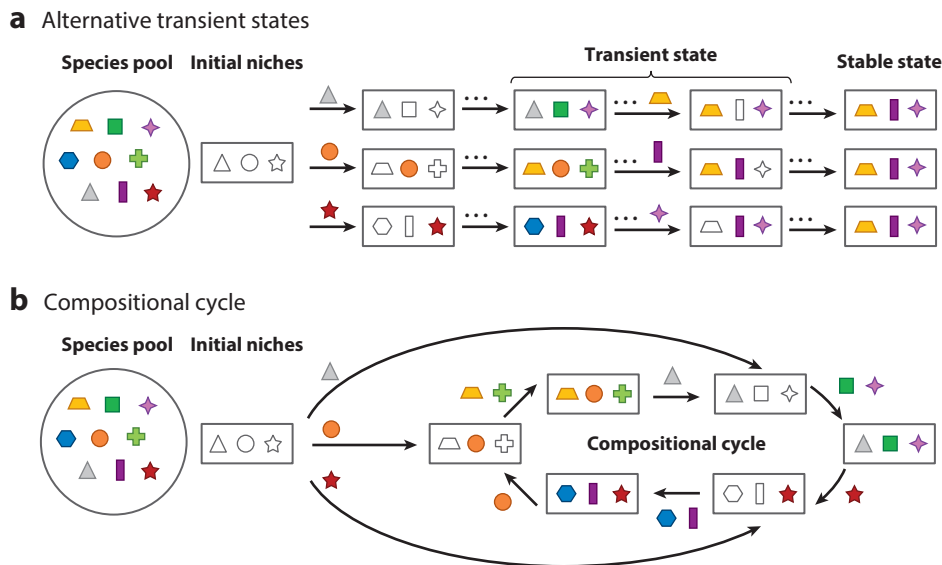 a Alternative transient states
Species pool Initial niches Transient state Stable state
... ... ...
... ... ...
... ... ...
b Compositional cycle
Species pool Initial niches
Compositional cycle